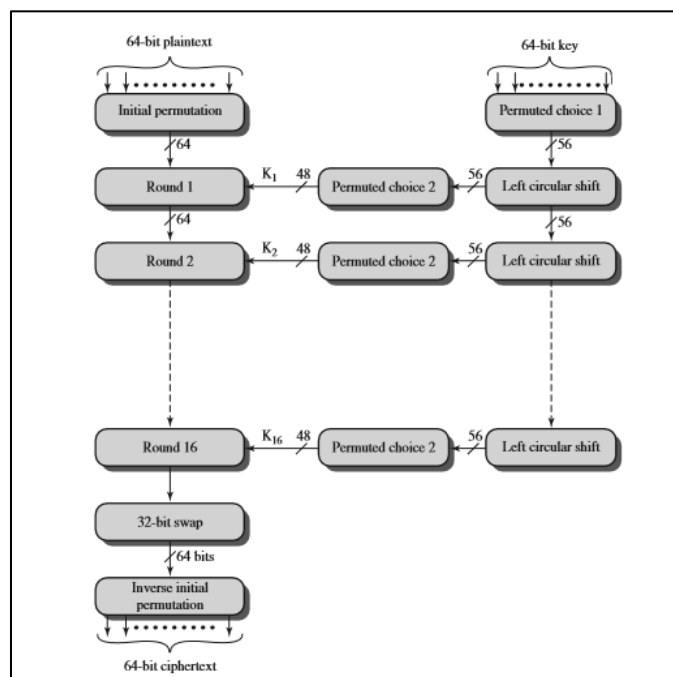 64-bit plaintext
64-bit key
Initial permutation
Permuted choice 1
64
56
Round 1
K1
48
Permuted choice 2
56
Left circular shift
64
56
Round 2
K2
48
Permuted choice 2
56
Left circular shift
Round 16
K16
48
Permuted choice 2
56
Left circular shift
32-bit swap
64 bits
Inverse initial
permutation
64-bit ciphertext